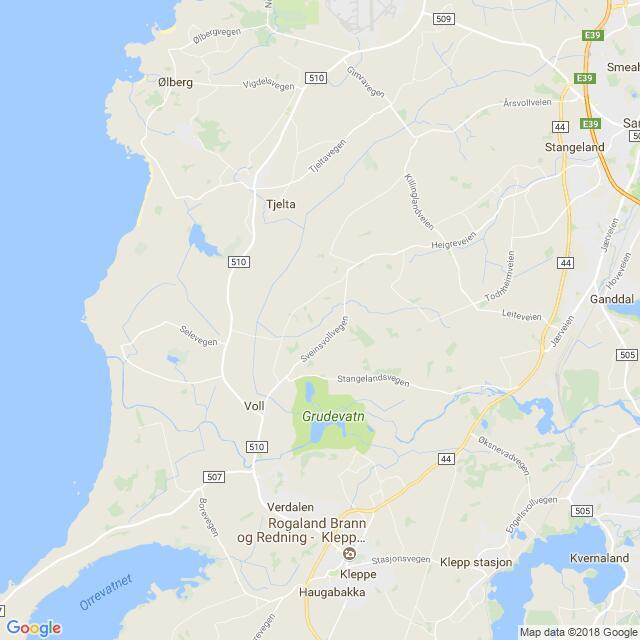 509
Ølbergvegen
E39
Smeah
510
Gimravegen
E39
Ølberg
Vigdelsvegen
Årsvollveien
44
E39
San
Stangeland
Tjeltavegen
Killinglandveien
Tjelta
Heigreveien
Jærveien
Hoveveien
510
44
Todnheimveien
Ganddal
Leiteveien
Selevegen
Sveinsvollvegen
Jærveien
505
Stangelandsvegen
Voll
Grudevatn
510
Øksnevadvegen
44
507
Engelsvollvegen
Borevegen
505
Verdalen
Rogaland Brann
og Redning - Klepp...
Stasjonsvegen
Klepp stasjon
Kvernaland
Kleppe
Orrevatnet
Haugabakka
Google
Map data ©2018 Google